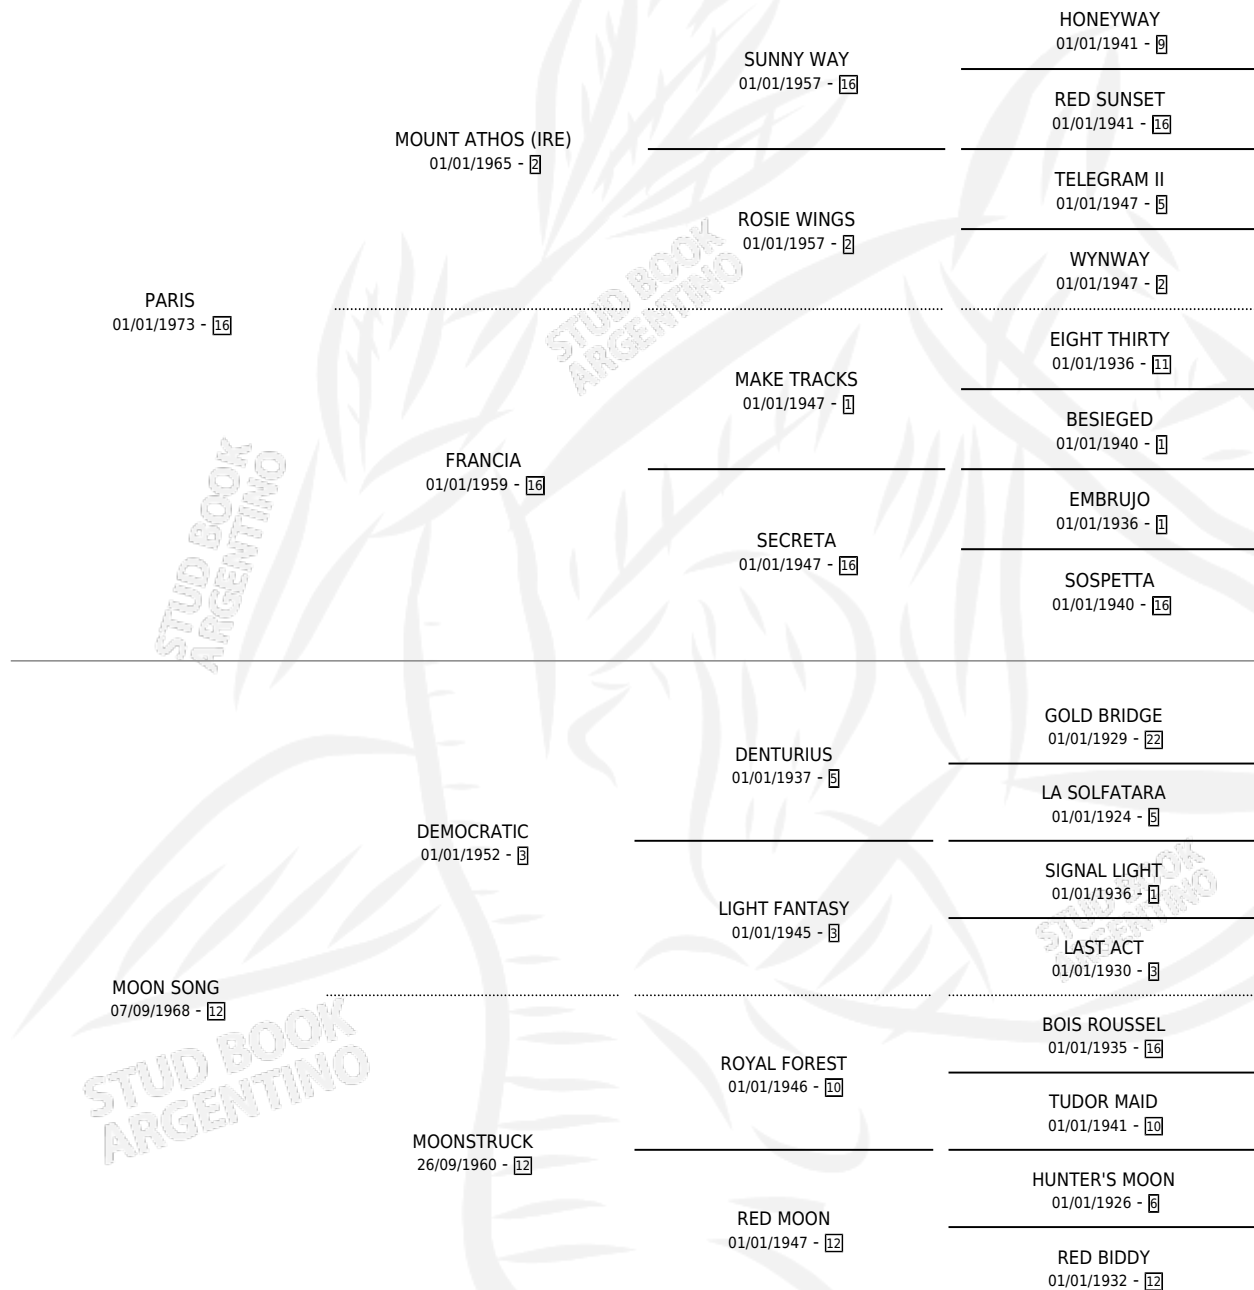 HONEYWAY
01/01/1941 - 9
SUNNY WAY
01/01/1957 - 16
RED SUNSET
01/01/1941 - 16
MOUNT ATHOS (IRE)
01/01/1965 - 2
TELEGRAM II
01/01/1947 - 5
ROSIE WINGS
01/01/1957 - 2
WYNWAY
01/01/1947 - 2
PARIS
01/01/1973 - 16
EIGHT THIRTY
01/01/1936 - 11
MAKE TRACKS
01/01/1947 - 1
BESIEGED
01/01/1940 - 1
FRANCIA
01/01/1959 - 16
EMBRUJO
01/01/1936 - 1
SECRETA
01/01/1947 - 16
SOSPETTA
01/01/1940 - 16
GOLD BRIDGE
01/01/1929 - 22
DENTURIUS
01/01/1937 - 5
LA SOLFATARA
01/01/1924 - 5
DEMOCRATIC
01/01/1952 - 3
SIGNAL LIGHT
01/01/1936 - 1
LIGHT FANTASY
01/01/1945 - 3
LAST ACT
01/01/1930 - 3
MOON SONG
07/09/1968 - 12
BOIS ROUSSEL
01/01/1935 - 16
ROYAL FOREST
01/01/1946 - 10
TUDOR MAID
01/01/1941 - 10
MOONSTRUCK
26/09/1960 - 12
HUNTER'S MOON
01/01/1926 - 6
RED MOON
01/01/1947 - 12
RED BIDDY
01/01/1932 - 12
STUD BOOK
ARGENTINO
STUD BOOK
ARGENTINO
STUD BOOK
ARGENTINO
STUD BOOK
ARGENTINO